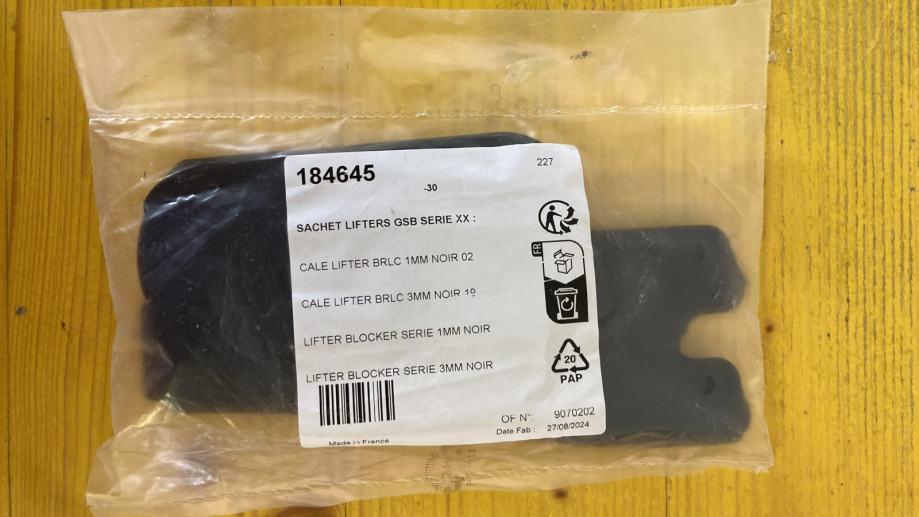 184645
227
-30
SACHET LIFTERS GSB SERIE XX :
CALE LIFTER BRLC 1MM NOIR 02
FR
CALE LIFTER BRLC 3MM NOIR 19
LIFTER BLOCKER SERIE 1MM NOIR
LIFTER BLOCKER SERIE 3MM NOIR
20
PAP
OF N°: 9070202
Date Fab : 27/08/2024
Made in France